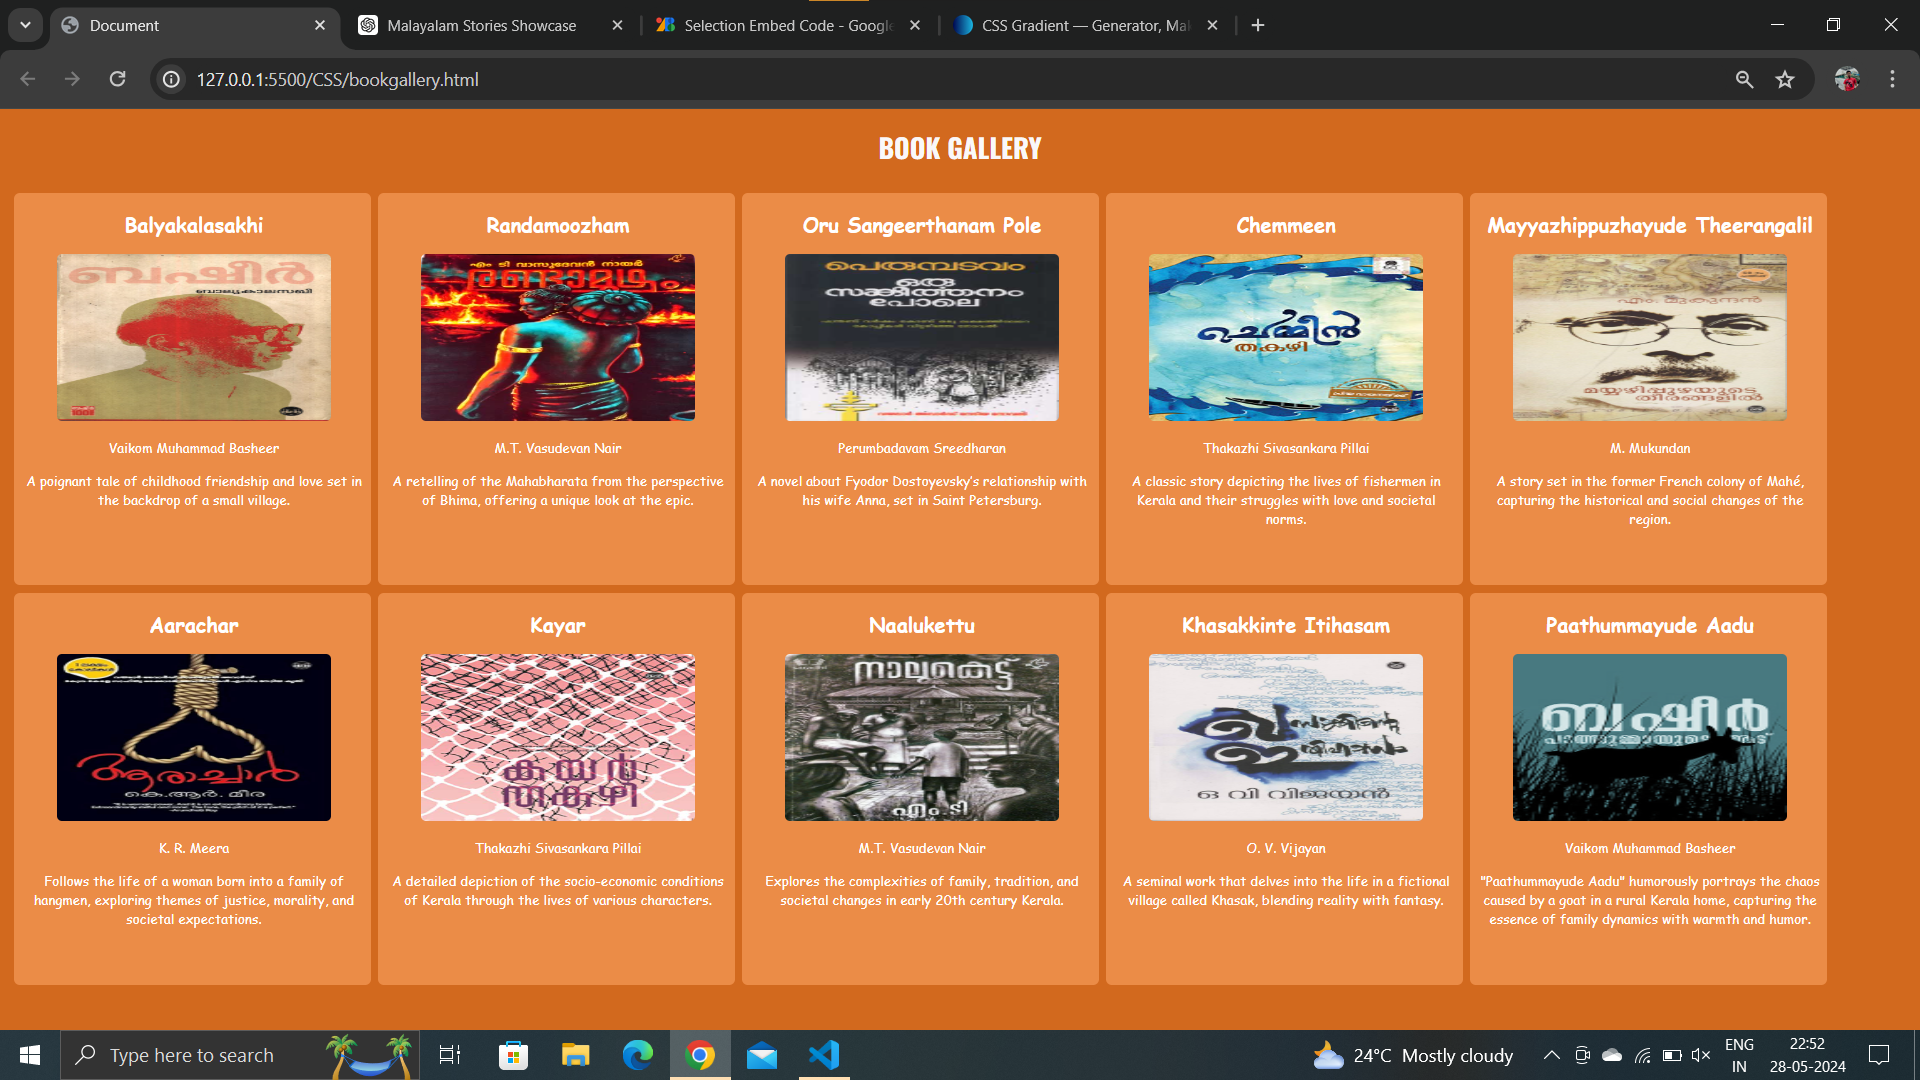 Document
Malayalam Stories Showcase
Selection Embed Code - Google
CSS Gradient — Generator, Mak
127.0.0.1:5500/CSS/bookgallery.html
BOOK GALLERY
Balyakalasakhi
ബഷീർ
ബാല്യകാലസഖി
Vaikom Muhammad Basheer
A poignant tale of childhood friendship and love set in
the backdrop of a small village.
Randamoozham
എം ടി വാസുദേവൻ നായർ
രണ്ടാമൂഴം
M.T. Vasudevan Nair
A retelling of the Mahabharata from the perspective
of Bhima, offering a unique look at the epic.
Oru Sangeerthanam Pole
പെരുമ്പടവം
ഒരു
സങ്കീർത്തനം
പോലെ
Perumbadavam Sreedharan
A novel about Fyodor Dostoyevsky's relationship with
his wife Anna, set in Saint Petersburg.
Chemmeen
ചെമ്മീൻ
തകഴി
Thakazhi Sivasankara Pillai
A classic story depicting the lives of fishermen in
Kerala and their struggles with love and societal
norms.
Mayyazhippuzhayude Theerangalil
എം. മുകുന്ദൻ
മയ്യഴിപ്പുഴയുടെ
തീരങ്ങളിൽ
M. Mukundan
A story set in the former French colony of Mahé,
capturing the historical and social changes of the
region.
Aarachar
ആരാച്ചാർ
കെ.ആർ. മീര
K. R. Meera
Follows the life of a woman born into a family of
hangmen, exploring themes of justice, morality, and
societal expectations.
Kayar
കയർ
തകഴി
Thakazhi Sivasankara Pillai
A detailed depiction of the socio-economic conditions
of Kerala through the lives of various characters.
Naalukettu
നാലുകെട്ട്
എം. ടി
M.T. Vasudevan Nair
Explores the complexities of family, tradition, and
societal changes in early 20th century Kerala.
Khasakkinte Itihasam
ഖസാക്കിന്റെ
ഇതിഹാസം
ഒ വി വിജയൻ
O. V. Vijayan
A seminal work that delves into the life in a fictional
village called Khasak, blending reality with fantasy.
Paathummayude Aadu
ബഷീർ
പാത്തുമ്മായുടെ ആട്
Vaikom Muhammad Basheer
"Paathummayude Aadu" humorously portrays the chaos
caused by a goat in a rural Kerala home, capturing the
essence of family dynamics with warmth and humor.
Type here to search
24°C Mostly cloudy
ENG
IN
22:52
28-05-2024